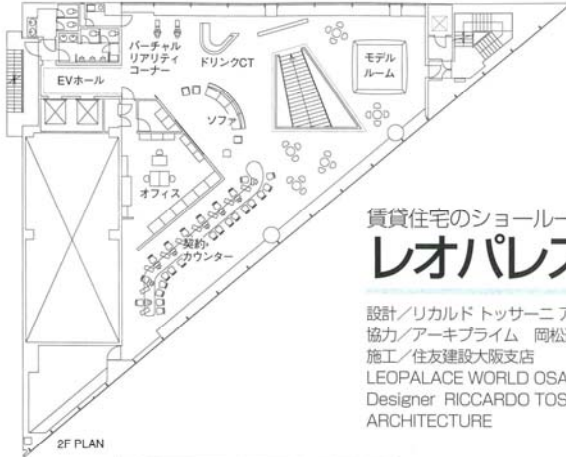 バーチャル
リアリティ
コーナー
ドリンクCT
モデル
ルーム
EVホール
ソファ
オフィス
契約・
カウンター
2F PLAN
賃貸住宅のショールー
レオパレス
設計／リカルド トッサーニ ア
協力／アーキプライム 岡松
施工／住友建設大阪支店
LEOPALACE WORLD OSA
Designer RICCARDO TOS
ARCHITECTURE